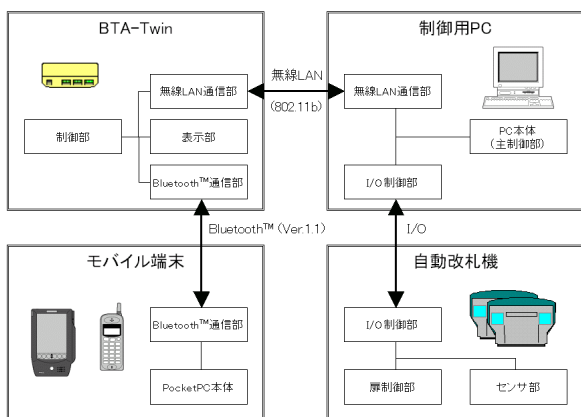 BTA-Twin
無線LAN通信部
制御部
表示部
Bluetooth™通信部
無線LAN
(802.11b)
制御用PC
無線LAN通信部
PC本体
(主制御部)
I/O制御部
Bluetooth™ (Ver.1.1)
I/O
モバイル端末
Bluetooth™通信部
PocketPC本体
自動改札機
I/O制御部
扉制御部
センサ部